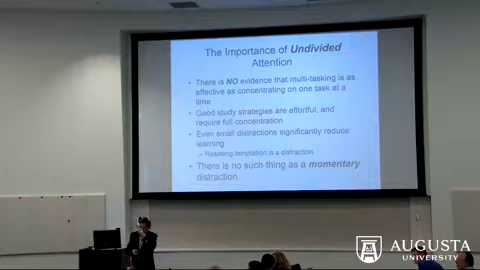 The Importance of Undivided
Attention
• There is NO evidence that multi-tasking is as
effective as concentrating on one task at a
time
• Good study strategies are effortful, and
require full concentration
• Even small distractions significantly reduce
learning
– Resisting temptation is a distraction
• There is no such thing as a momentary
distraction
AUGUSTA
UNIVERSITY